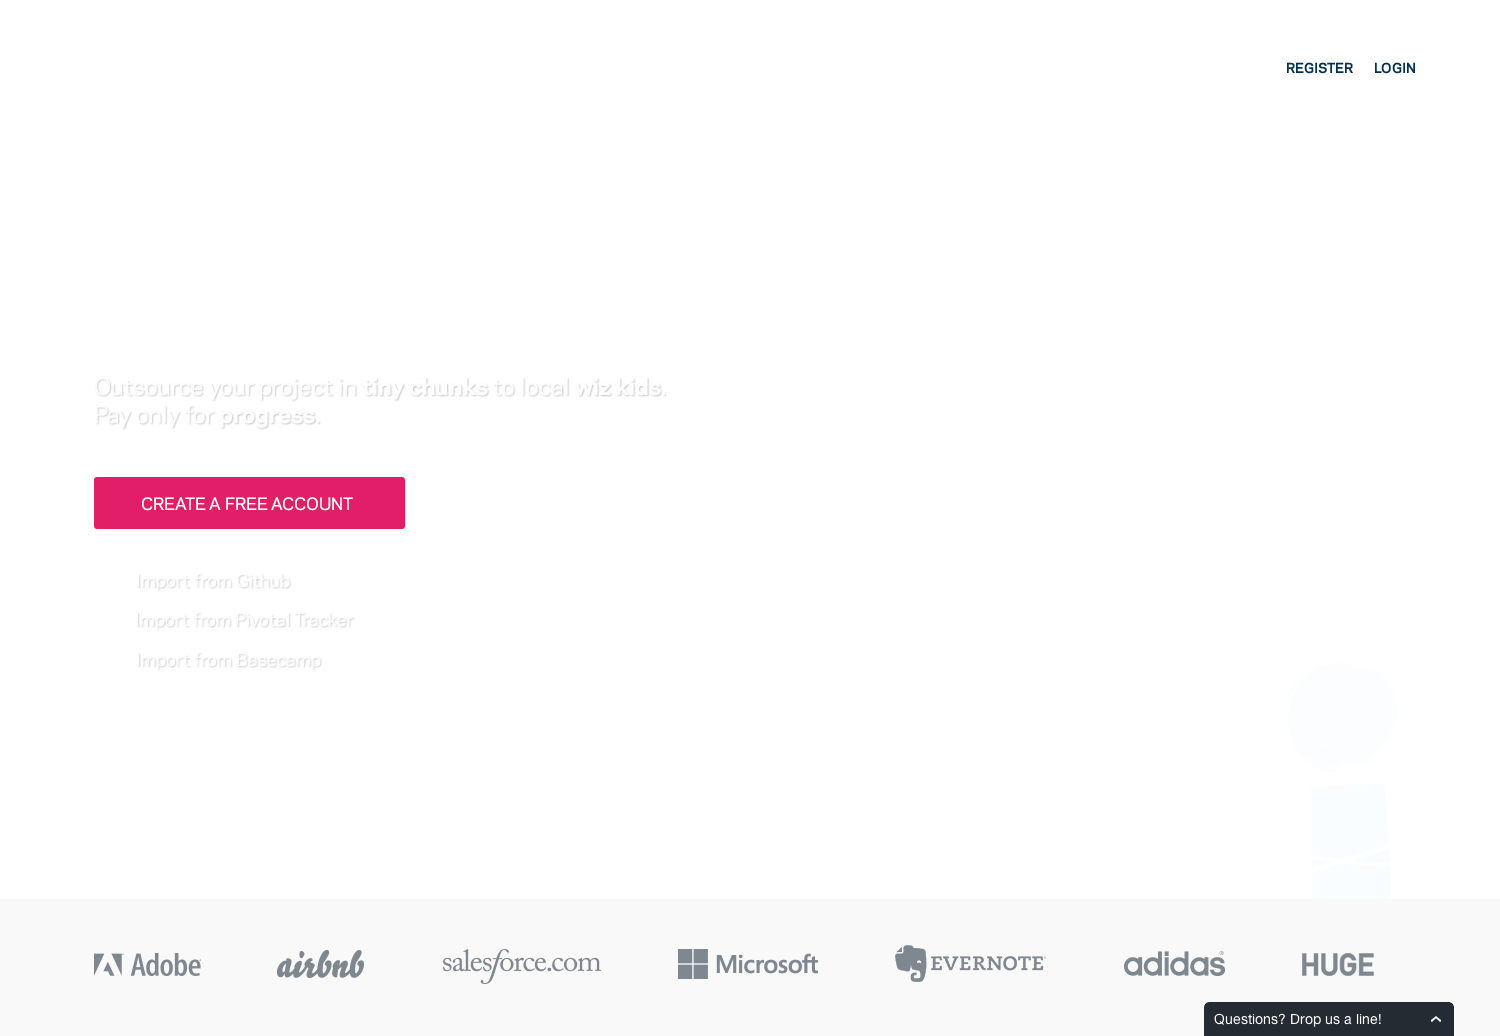 REGISTER LOGIN
Outsource your project in tiny chunks to local wiz kids.
Pay only for progress.
CREATE A FREE ACCOUNT
Import from Github
Import from Pivotal Tracker
Import from Basecamp
Adobe airbnb salesforce.com Microsoft EVERNOTE adidas HUGE
Questions? Drop us a line!